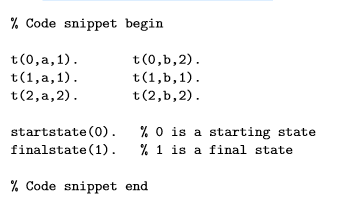 % Code snippet begin
t(0,a,1). t(0,b,2).
t(1,a,1). t(1,b,1).
t(2,a,2). t(2,b,2).
startstate(0). % 0 is a starting state
finalstate(1). % 1 is a final state
% Code snippet end